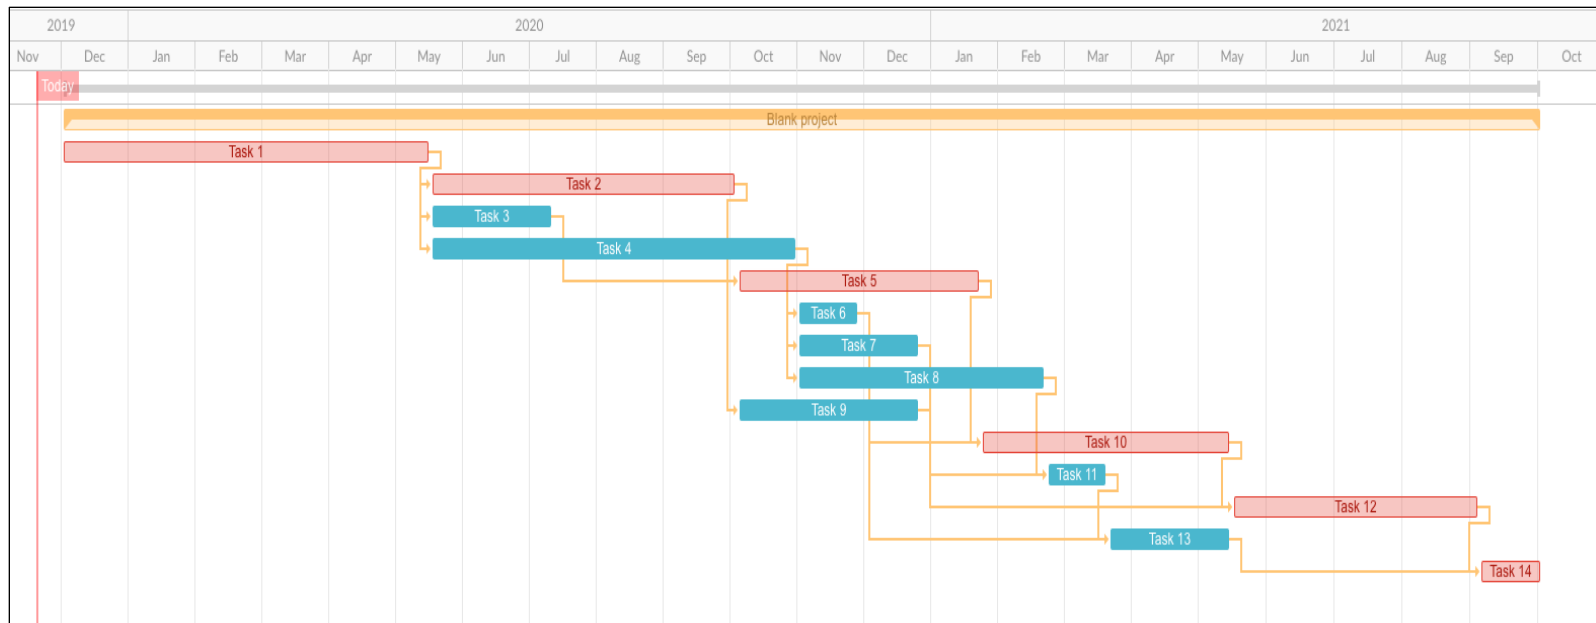 2019 2020 2021
Nov Dec Jan Feb Mar Apr May Jun Jul Aug Sep Oct Nov Dec Jan Feb Mar Apr May Jun Jul Aug Sep Oct
Today
Blank project
Task 1
Task 2
Task 3
Task 4
Task 5
Task 6
Task 7
Task 8
Task 9
Task 10
Task 11
Task 12
Task 13
Task 14